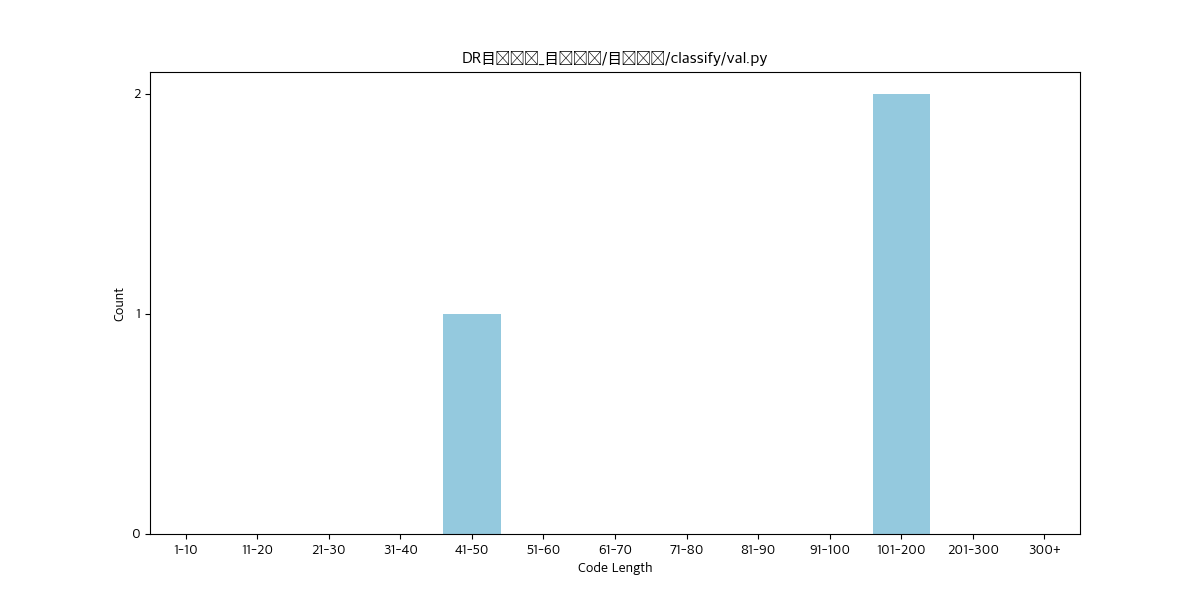 DR目_目/目/classify/val.py
Count
2
1
0
1-10 11-20 21-30 31-40 41-50 51-60 61-70 71-80 81-90 91-100 101-200 201-300 300+
Code Length